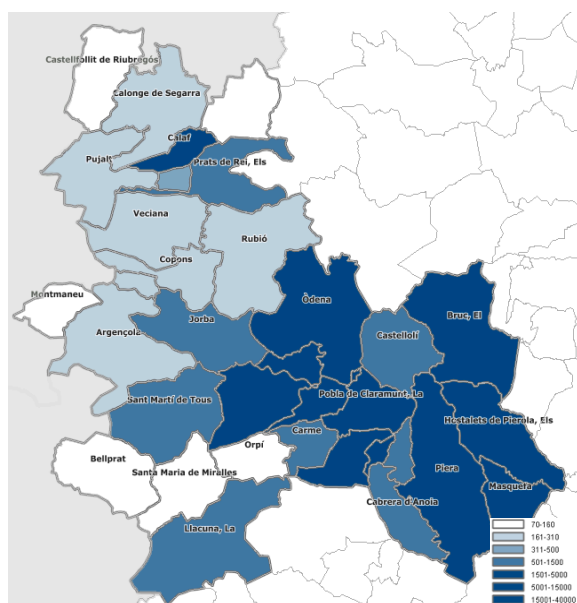 Castellfollit de Riubregós
Calonge de Segarra
Calaf
Pujalt
Prats de Rei, Els
Veciana
Rubió
Copons
Montmaneu
Òdena
Bruc, El
Jorba
Argençola
Castellolí
Sant Martí de Tous
Pobla de Claramunt, La
Hostalets de Pierola, Els
Carme
Orpí
Bellprat
Santa Maria de Miralles
Piera
Masquefa
Cabrera d'Anoia
Llacuna, La
70-160
161-310
311-500
501-1500
1501-5000
5001-15000
15001-40000